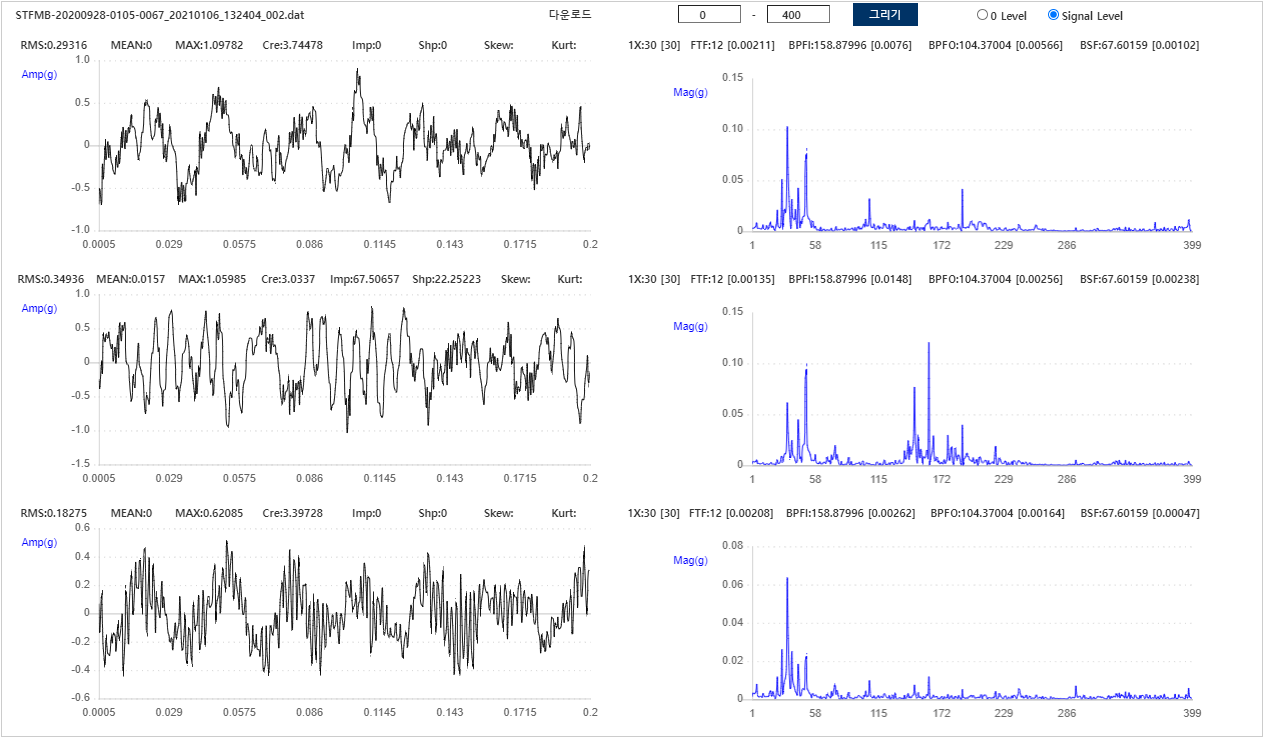 STFMB-20200928-0105-0067_20210106_132404_002.dat 다운로드 0 - 400 그리기 0 Level Signal Level
RMS:0.29316 MEAN:0 MAX:1.09782 Cre:3.74478 Imp:0 Shp:0 Skew: Kurt:
Amp(g)
1.0
0.5
0
-0.5
-1.0
0.0005 0.029 0.0575 0.086 0.1145 0.143 0.1715 0.2
1X:30 [30] FTF:12 [0.00211] BPFI:158.87996 [0.0076] BPFO:104.37004 [0.00566] BSF:67.60159 [0.00102]
Mag(g)
0.15
0.10
0.05
0
1 58 115 172 229 286 399
RMS:0.34936 MEAN:0.0157 MAX:1.05985 Cre:3.0337 Imp:67.50657 Shp:22.25223 Skew: Kurt:
Amp(g)
1.0
0.5
0
-0.5
-1.0
-1.5
0.0005 0.029 0.0575 0.086 0.1145 0.143 0.1715 0.2
1X:30 [30] FTF:12 [0.00135] BPFI:158.87996 [0.0148] BPFO:104.37004 [0.00256] BSF:67.60159 [0.00238]
Mag(g)
0.15
0.10
0.05
0
1 58 115 172 229 286 399
RMS:0.18275 MEAN:0 MAX:0.62085 Cre:3.39728 Imp:0 Shp:0 Skew: Kurt:
Amp(g)
0.6
0.4
0.2
0
-0.2
-0.4
-0.6
0.0005 0.029 0.0575 0.086 0.1145 0.143 0.1715 0.2
1X:30 [30] FTF:12 [0.00208] BPFI:158.87996 [0.00262] BPFO:104.37004 [0.00164] BSF:67.60159 [0.00047]
Mag(g)
0.08
0.06
0.04
0.02
0
1 58 115 172 229 286 399